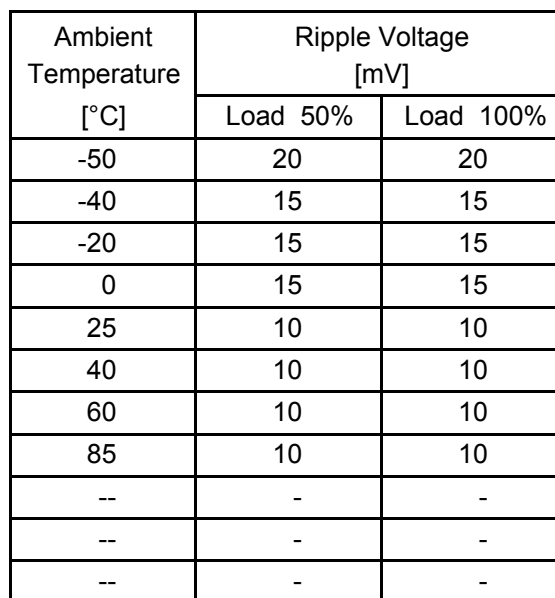 Ambient Temperature [°C] Ripple Voltage [mV]
Load 50% Load 100%
-50 20 20
-40 15 15
-20 15 15
0 15 15
25 10 10
40 10 10
60 10 10
85 10 10
-- - -
-- - -
-- - -